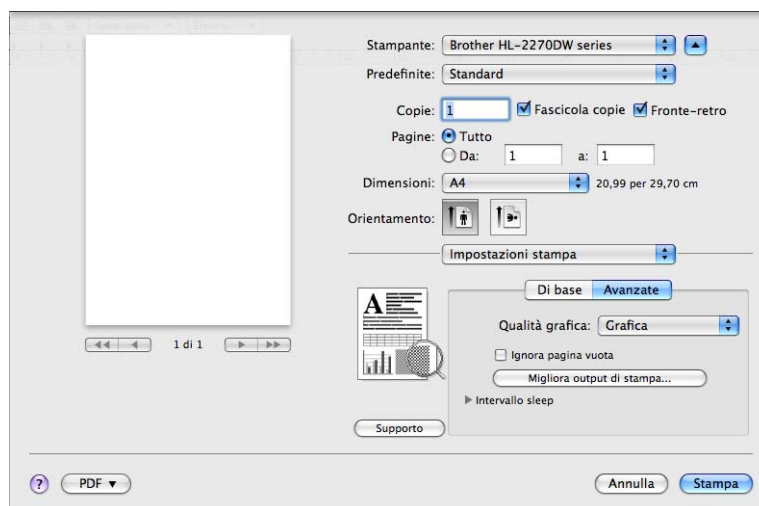 Stampante: Brother HL-2270DW series
Predefinite: Standard
Copie: 1 Fascicola copie Fronte-retro
Pagine: Tutto
Da: 1 a: 1
Dimensioni: A4 20,99 per 29,70 cm
Orientamento:
Impostazioni stampa
Di base Avanzate
A
Qualità grafica: Grafica
1 di 1
Ignora pagina vuota
Migliora output di stampa...
Intervallo sleep
Supporto
? PDF Annulla Stampa